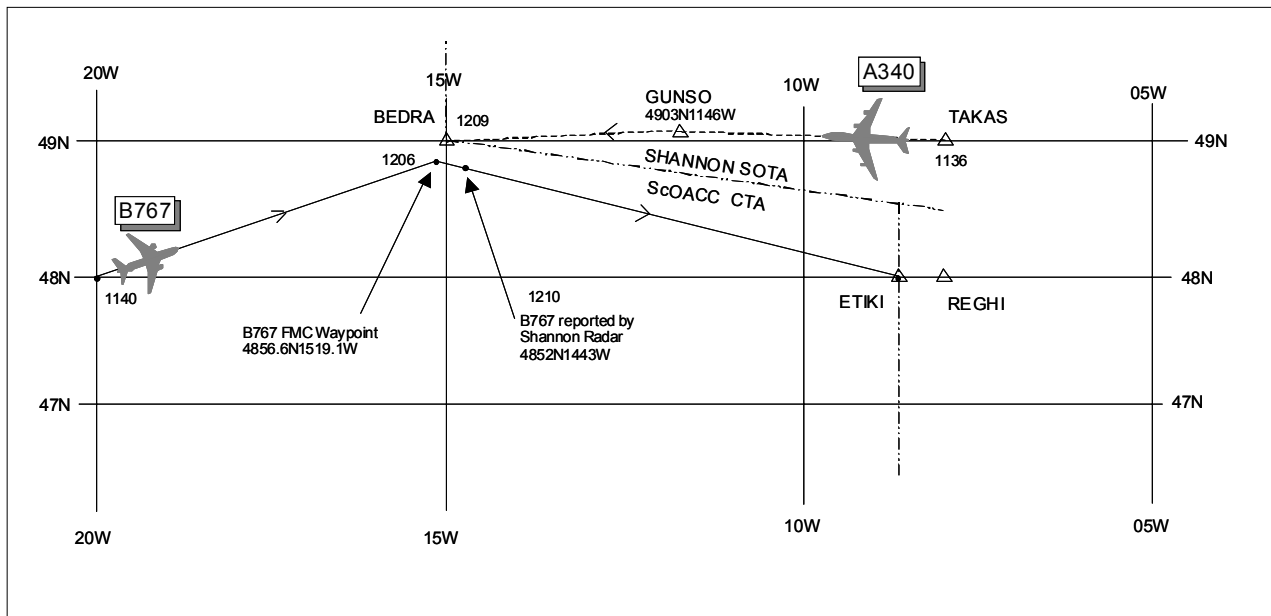 20W
15W
10W
05W
A340
GUNSO
4903N1146W
BEDRA
1209
TAKAS
49N
49N
1136
1206
SHANNON SOTA
ScOACC CTA
B767
48N
48N
1140
1210
ETIKI
REGHI
B767 FMC Waypoint
4856.6N1519.1W
B767 reported by
Shannon Radar
4852N1443W
47N
47N
20W
15W
10W
05W